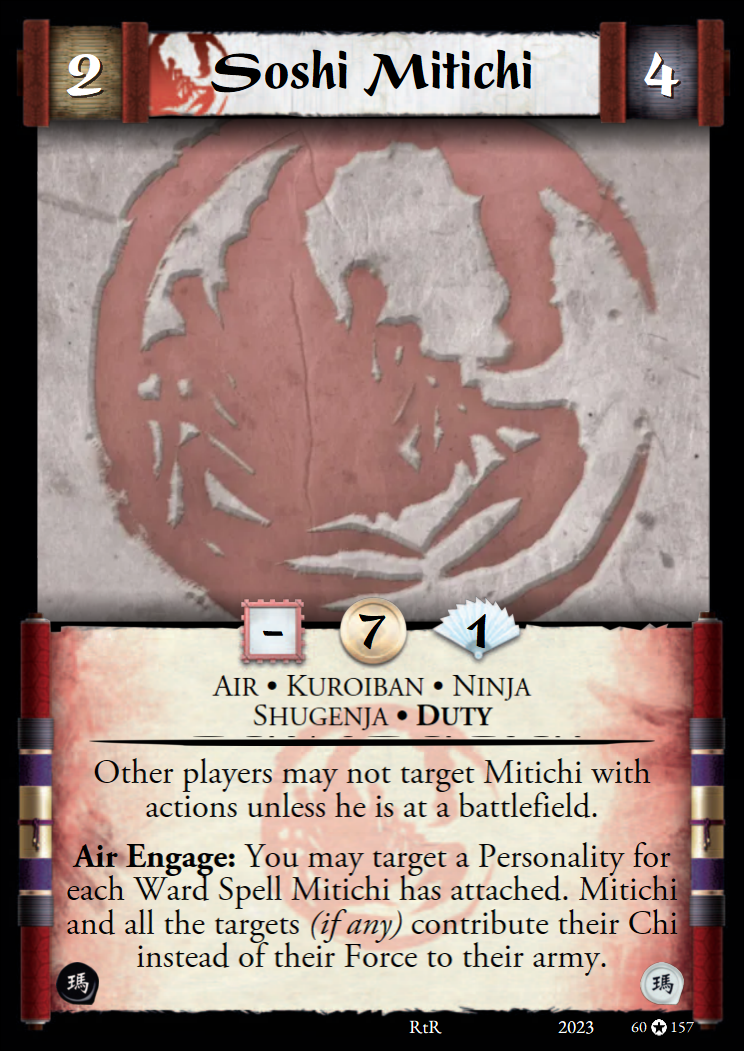 2 Soshi Mitichi 4
- 7 1
AIR • KUROIBAN • NINJA
SHUGENJA • DUTY
Other players may not target Mitichi with
actions unless he is at a battlefield.
Air Engage: You may target a Personality for
each Ward Spell Mitichi has attached. Mitichi
and all the targets (if any) contribute their Chi
instead of their Force to their army.
瑪 瑪
RtR 2023 60 ✪ 157